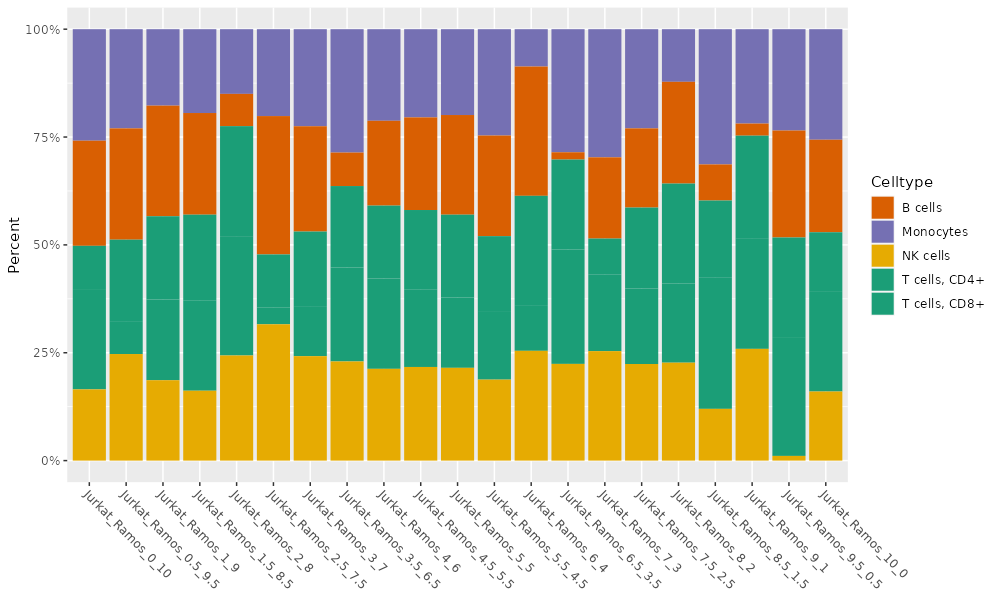 100%
75%
50%
25%
0%
Percent
Jurkat_Ramos_0_10
Jurkat_Ramos_0.5_9.5
Jurkat_Ramos_1_9
Jurkat_Ramos_1.5_8.5
Jurkat_Ramos_2_8
Jurkat_Ramos_2.5_7.5
Jurkat_Ramos_3_7
Jurkat_Ramos_3.5_6.5
Jurkat_Ramos_4_6
Jurkat_Ramos_4.5_5.5
Jurkat_Ramos_5_5
Jurkat_Ramos_5.5_4.5
Jurkat_Ramos_6_4
Jurkat_Ramos_6.5_3.5
Jurkat_Ramos_7_3
Jurkat_Ramos_7.5_2.5
Jurkat_Ramos_8_2
Jurkat_Ramos_8.5_1.5
Jurkat_Ramos_9_1
Jurkat_Ramos_9.5_0.5
Jurkat_Ramos_10_0
Celltype
B cells
Monocytes
NK cells
T cells, CD4+
T cells, CD8+